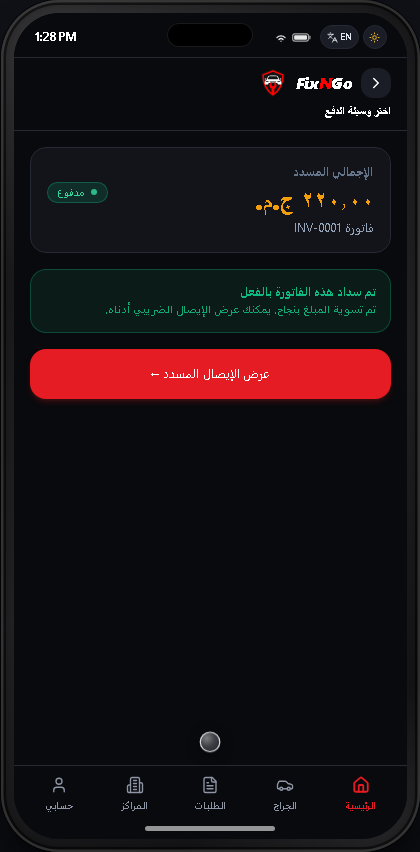 1:28 PM
EN
FixNGo
اختر وسيلة الدفع
الإجمالي المسدد
٢٢٠٫٠٠ ج.م.
مدفوع
فاتورة INV-0001
تم سداد هذه الفاتورة بالفعل
تم تسوية المبلغ بنجاح. يمكنك عرض الإيصال الضريبي أدناه.
عرض الإيصال المسدد ←
الرئيسية
الجراج
الطلبات
المراكز
حسابي